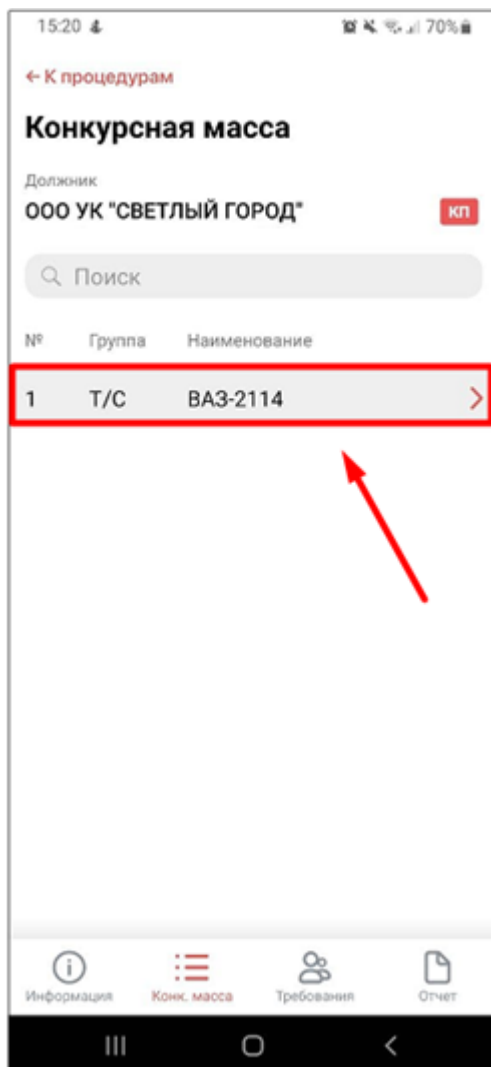 15:20 70%
← К процедурам
Конкурсная масса
Должник
ООО УК "СВЕТЛЫЙ ГОРОД" КП
Поиск
№ Группа Наименование
1 Т/С ВАЗ-2114
Информация Конк. масса Требования Отчет